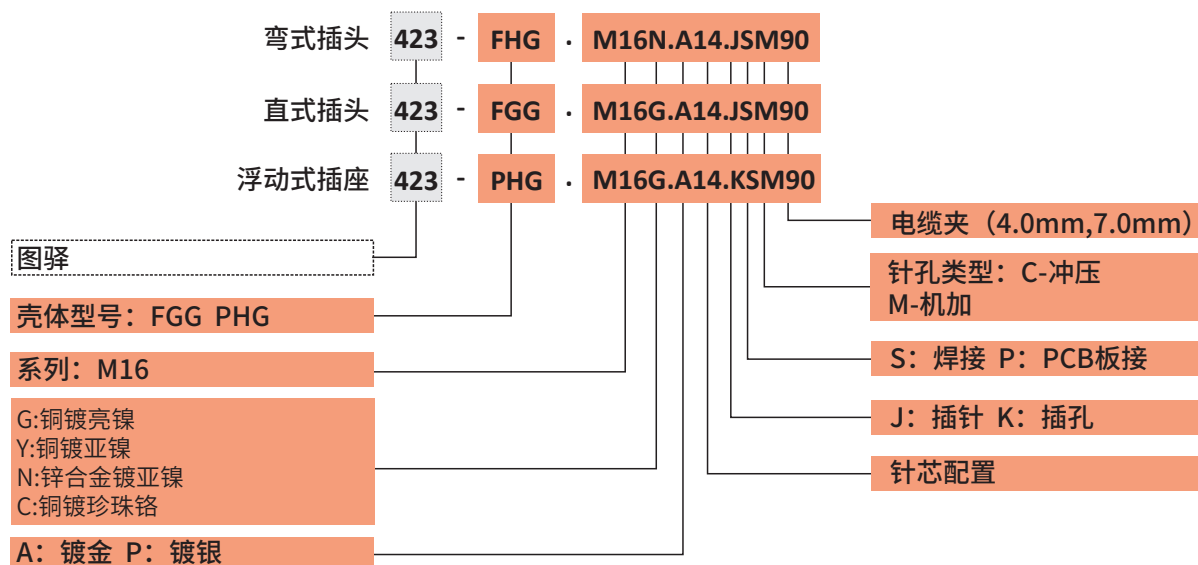 弯式插头 423 - FHG . M16N.A14.JSM90
直式插头 423 - FGG . M16G.A14.JSM90
浮动式插座 423 - PHG . M16G.A14.KSM90
图驿
壳体型号：FGG PHG
系列：M16
G:铜镀亮镍
Y:铜镀亚镍
N:锌合金镀亚镍
C:铜镀珍珠铬
A：镀金 P：镀银
电缆夹（4.0mm,7.0mm）
针孔类型：C-冲压
M-机加
S：焊接 P：PCB板接
J：插针 K：插孔
针芯配置